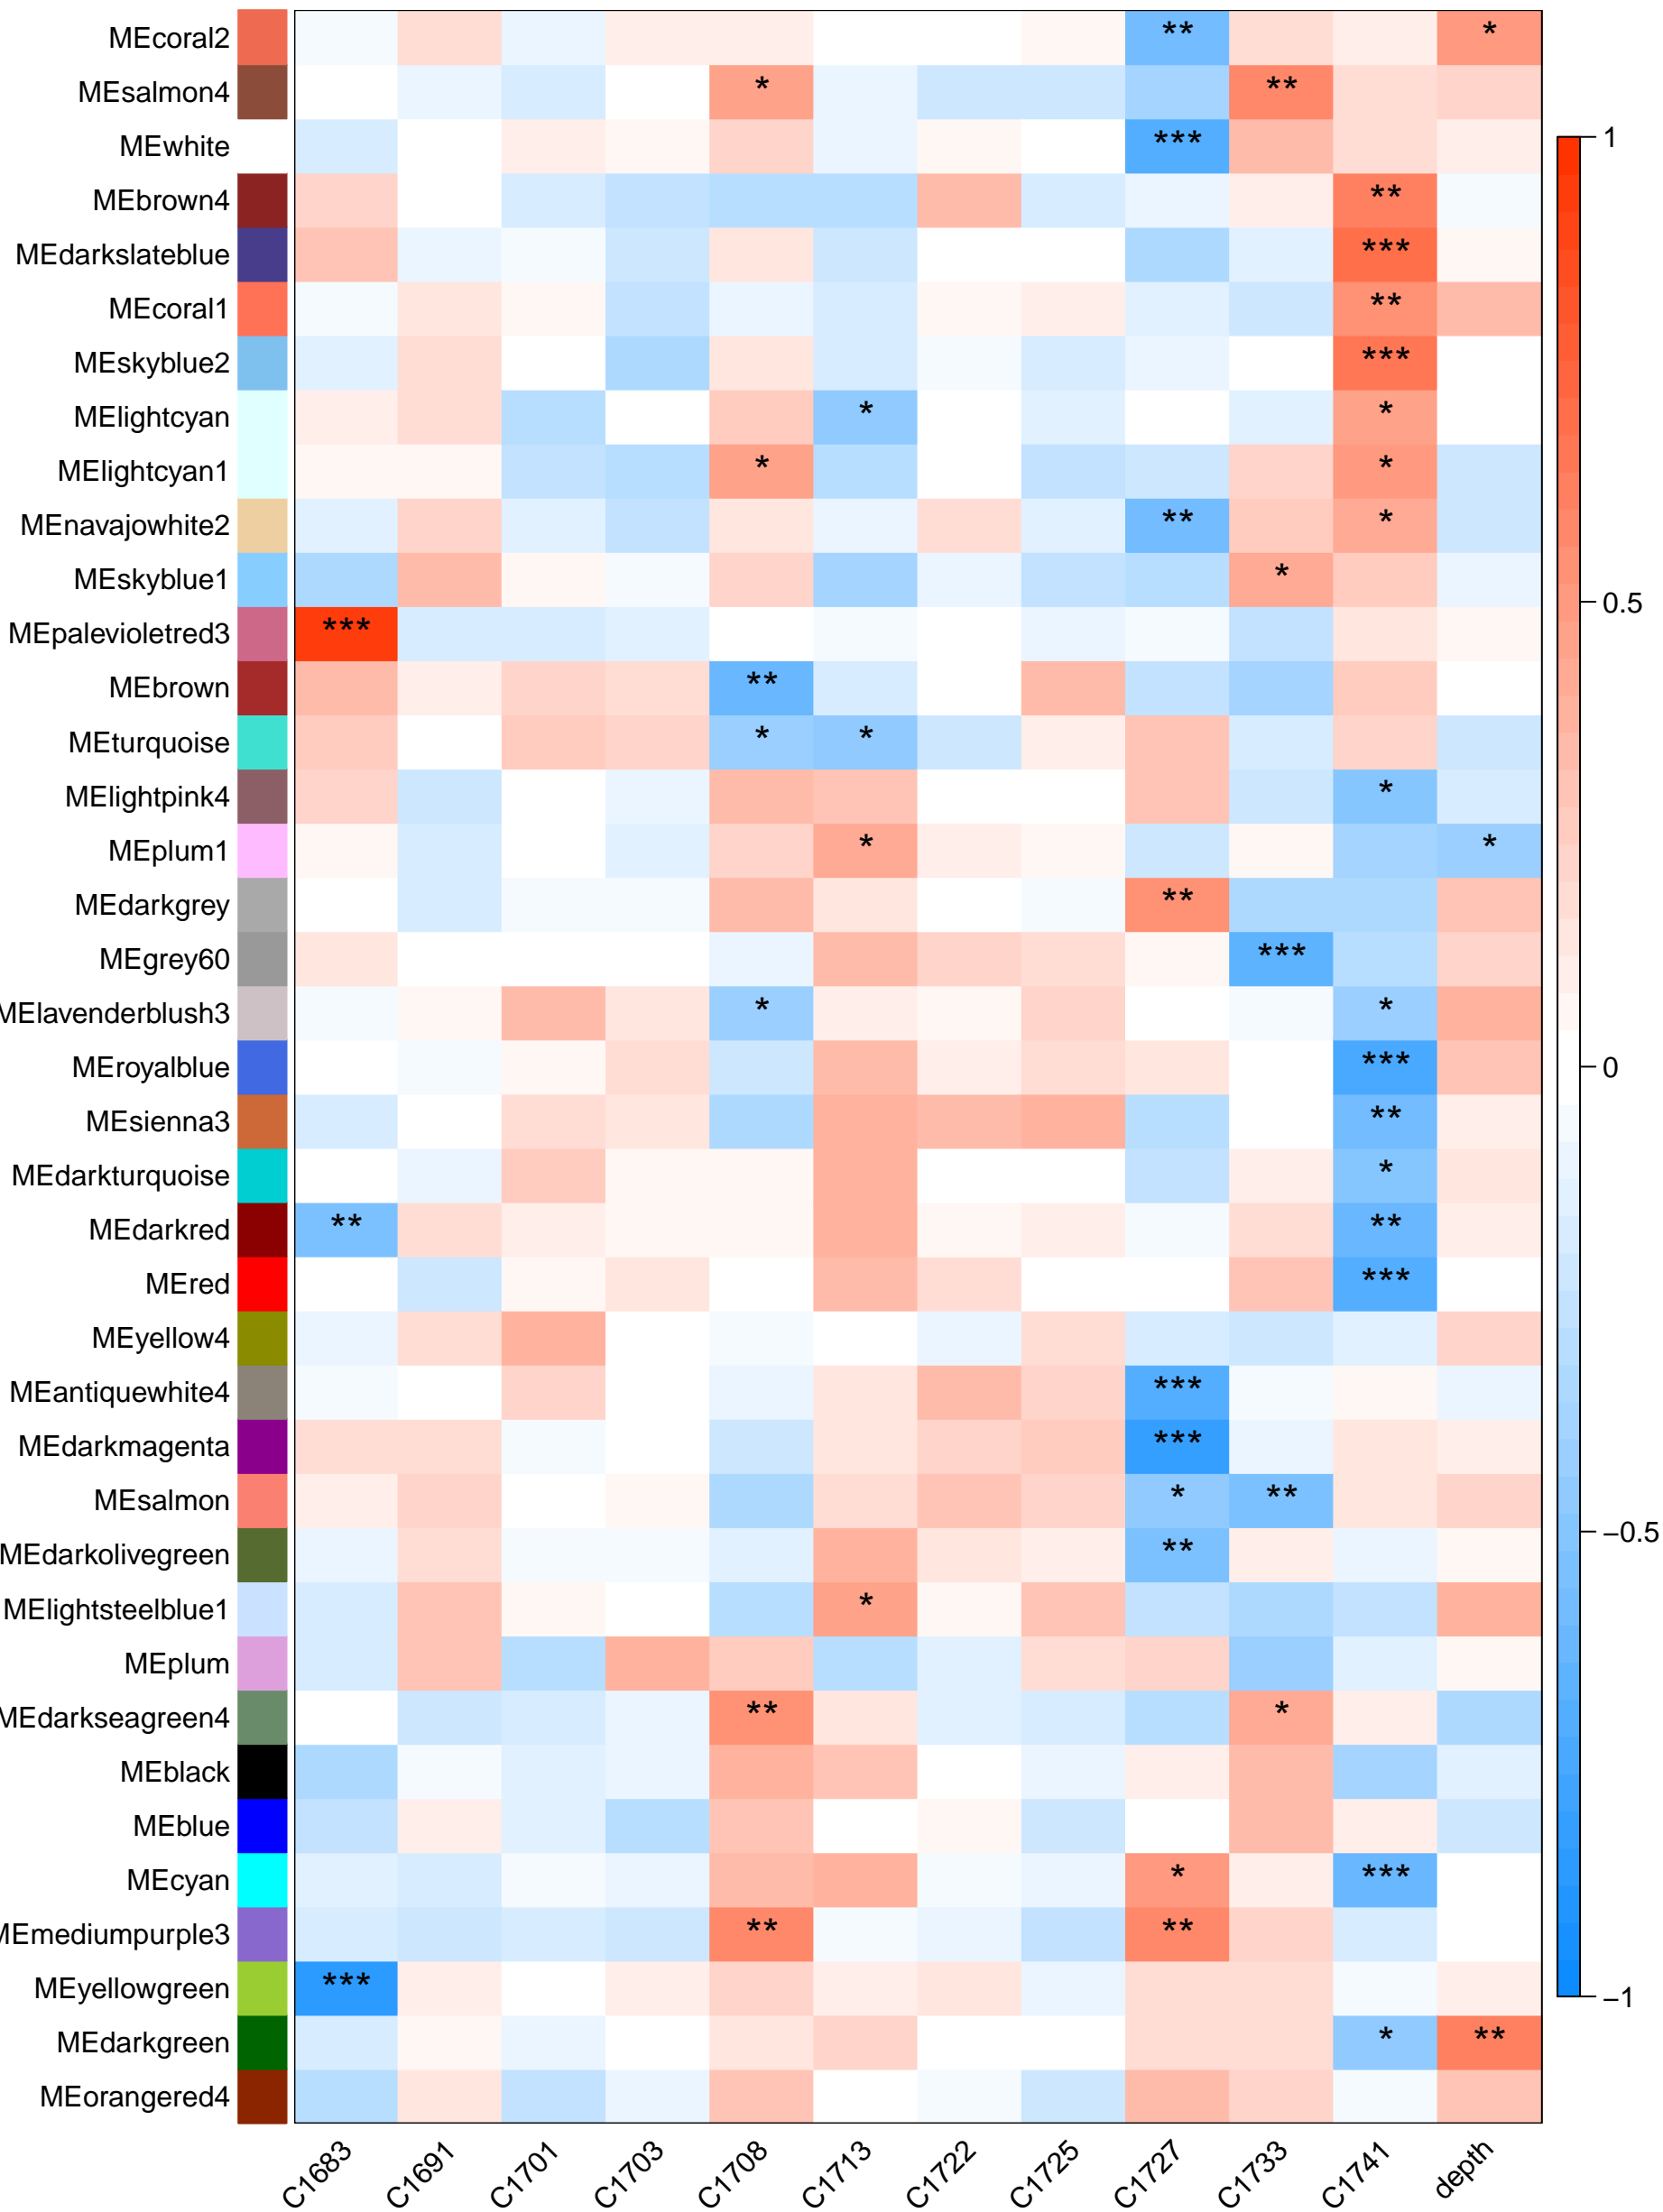 MEcoral2 ** *
MEsalmon4 * **
MEwhite ***
MEbrown4 **
MEdarkslateblue ***
MEcoral1 **
MEskyblue2 ***
MElightcyan * *
MElightcyan1 * *
MEnavajowhite2 ** *
MEskyblue1 *
MEpalevioletred3 ***
MEbrown **
MEturquoise * *
MElightpink4 *
MEplum1 * *
MEdarkgrey **
MEgrey60 ***
MElavenderblush3 * *
MEroyalblue ***
MEsienna3 **
MEdarkturquoise *
MEdarkred ** **
MEred ***
MEyellow4
MEantiquewhite4 ***
MEdarkmagenta ***
MEsalmon * **
MEdarkolivegreen **
MElightsteelblue1 *
MEplum
MEdarkseagreen4 ** *
MEblack
MEblue
MEcyan * ***
MEmediumpurple3 ** **
MEyellowgreen ***
MEdarkgreen * **
MEorangered4
C1683 C1691 C1701 C1703 C1708 C1713 C1722 C1725 C1727 C1733 C1741 depth
1
0.5
0
−0.5
−1